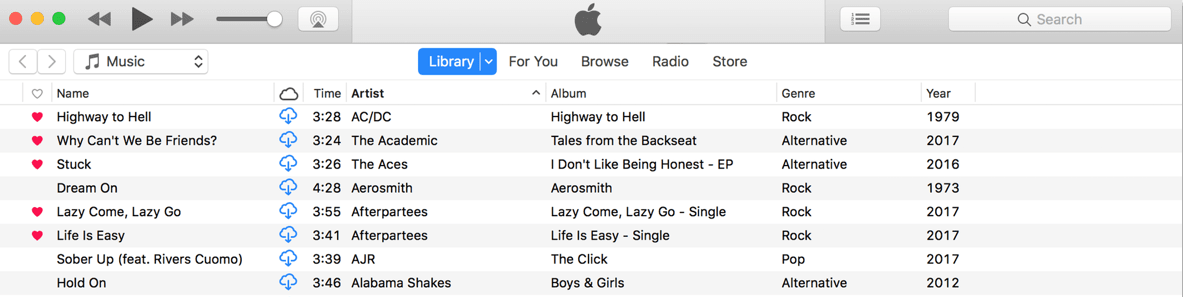 Search
Music Library For You Browse Radio Store
Name Time Artist Album Genre Year
Highway to Hell 3:28 AC/DC Highway to Hell Rock 1979
Why Can't We Be Friends? 3:24 The Academic Tales from the Backseat Alternative 2017
Stuck 3:26 The Aces I Don't Like Being Honest - EP Alternative 2016
Dream On 4:28 Aerosmith Aerosmith Rock 1973
Lazy Come, Lazy Go 3:55 Afterpartees Lazy Come, Lazy Go - Single Rock 2017
Life Is Easy 3:41 Afterpartees Life Is Easy - Single Rock 2017
Sober Up (feat. Rivers Cuomo) 3:39 AJR The Click Pop 2017
Hold On 3:46 Alabama Shakes Boys & Girls Alternative 2012